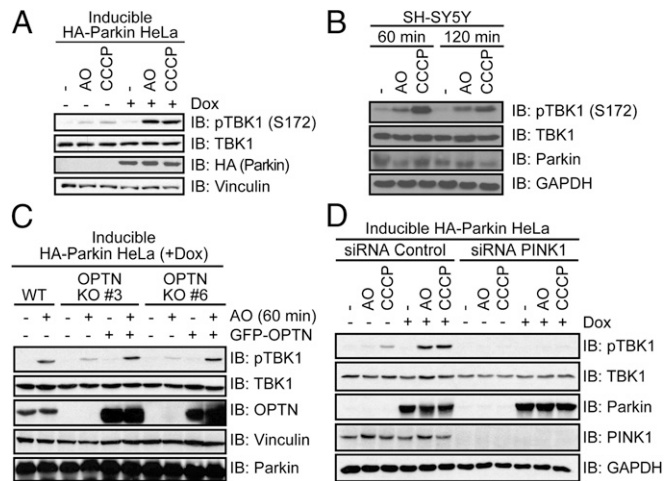 A
Inducible
HA-Parkin HeLa
- AO CCCP - AO CCCP
- - - + + + Dox
IB: pTBK1 (S172)
IB: TBK1
IB: HA (Parkin)
IB: Vinculin
B
SH-SY5Y
60 min 120 min
- AO CCCP - AO CCCP
IB: pTBK1 (S172)
IB: TBK1
IB: Parkin
IB: GAPDH
C
Inducible
HA-Parkin HeLa (+Dox)
WT OPTN KO #3 OPTN KO #6
- + - + - + - + - + AO (60 min)
- - - - + + - - + + GFP-OPTN
IB: pTBK1
IB: TBK1
IB: OPTN
IB: Vinculin
IB: Parkin
D
Inducible HA-Parkin HeLa
siRNA Control siRNA PINK1
- AO CCCP - AO CCCP - AO CCCP - AO CCCP
- - - + + + - - - + + + Dox
IB: pTBK1
IB: TBK1
IB: Parkin
IB: PINK1
IB: GAPDH